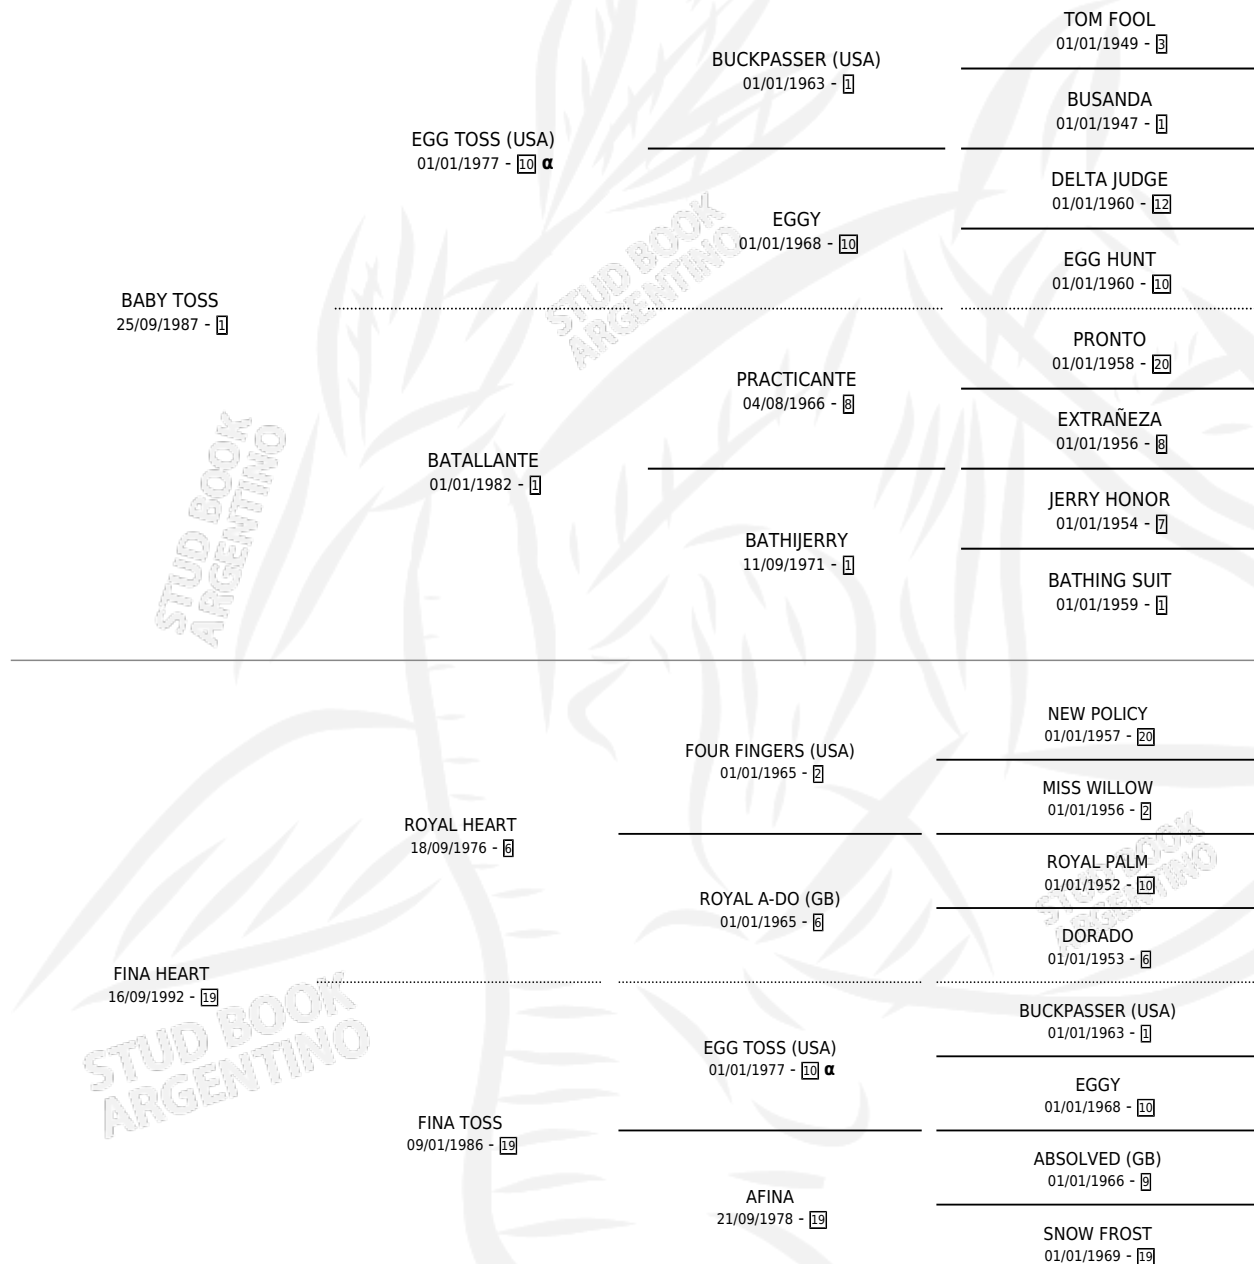 TOM FOOL
01/01/1949 - 3
BUCKPASSER (USA)
01/01/1963 - 1
BUSANDA
01/01/1947 - 1
EGG TOSS (USA)
01/01/1977 - 10 α
DELTA JUDGE
01/01/1960 - 12
EGGY
01/01/1968 - 10
EGG HUNT
01/01/1960 - 10
BABY TOSS
25/09/1987 - 1
STUD BOOK
ARGENTINO
PRONTO
01/01/1958 - 20
PRACTICANTE
04/08/1966 - 8
EXTRAÑEZA
01/01/1956 - 8
BATALLANTE
01/01/1982 - 1
JERRY HONOR
01/01/1954 - 7
BATHIJERRY
11/09/1971 - 1
BATHING SUIT
01/01/1959 - 1
STUD BOOK
ARGENTINO
NEW POLICY
01/01/1957 - 20
FOUR FINGERS (USA)
01/01/1965 - 2
MISS WILLOW
01/01/1956 - 2
ROYAL HEART
18/09/1976 - 6
ROYAL PALM
01/01/1952 - 10
ROYAL A-DO (GB)
01/01/1965 - 6
STUD BOOK
ARGENTINO
DORADO
01/01/1953 - 6
FINA HEART
16/09/1992 - 19
STUD BOOK
ARGENTINO
BUCKPASSER (USA)
01/01/1963 - 1
EGG TOSS (USA)
01/01/1977 - 10 α
EGGY
01/01/1968 - 10
FINA TOSS
09/01/1986 - 19
ABSOLVED (GB)
01/01/1966 - 9
AFINA
21/09/1978 - 19
SNOW FROST
01/01/1969 - 19